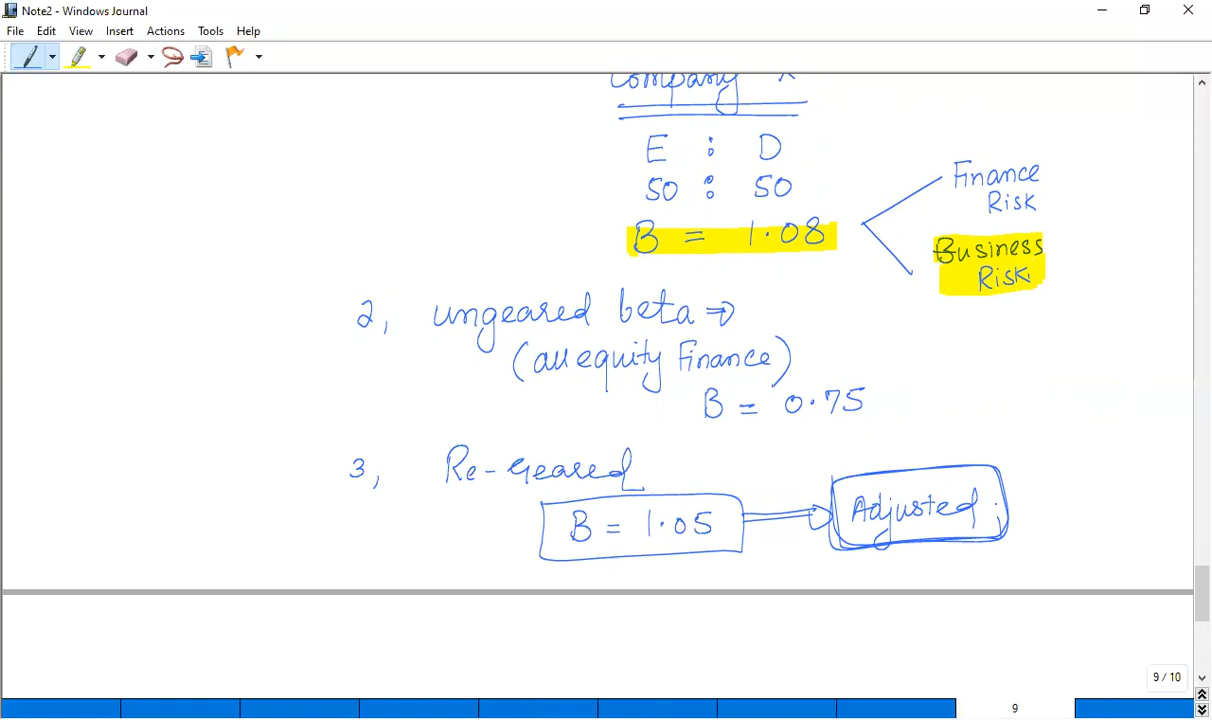 Note2 - Windows Journal
File Edit View Insert Actions Tools Help
Company X
E : D
50 : 50
B = 1.08
Finance
Risk
Business
Risk
2, ungeared beta ⇒
(all equity Finance)
B = 0.75
3, Re-Geared
B = 1.05
Adjusted
9 / 10
9